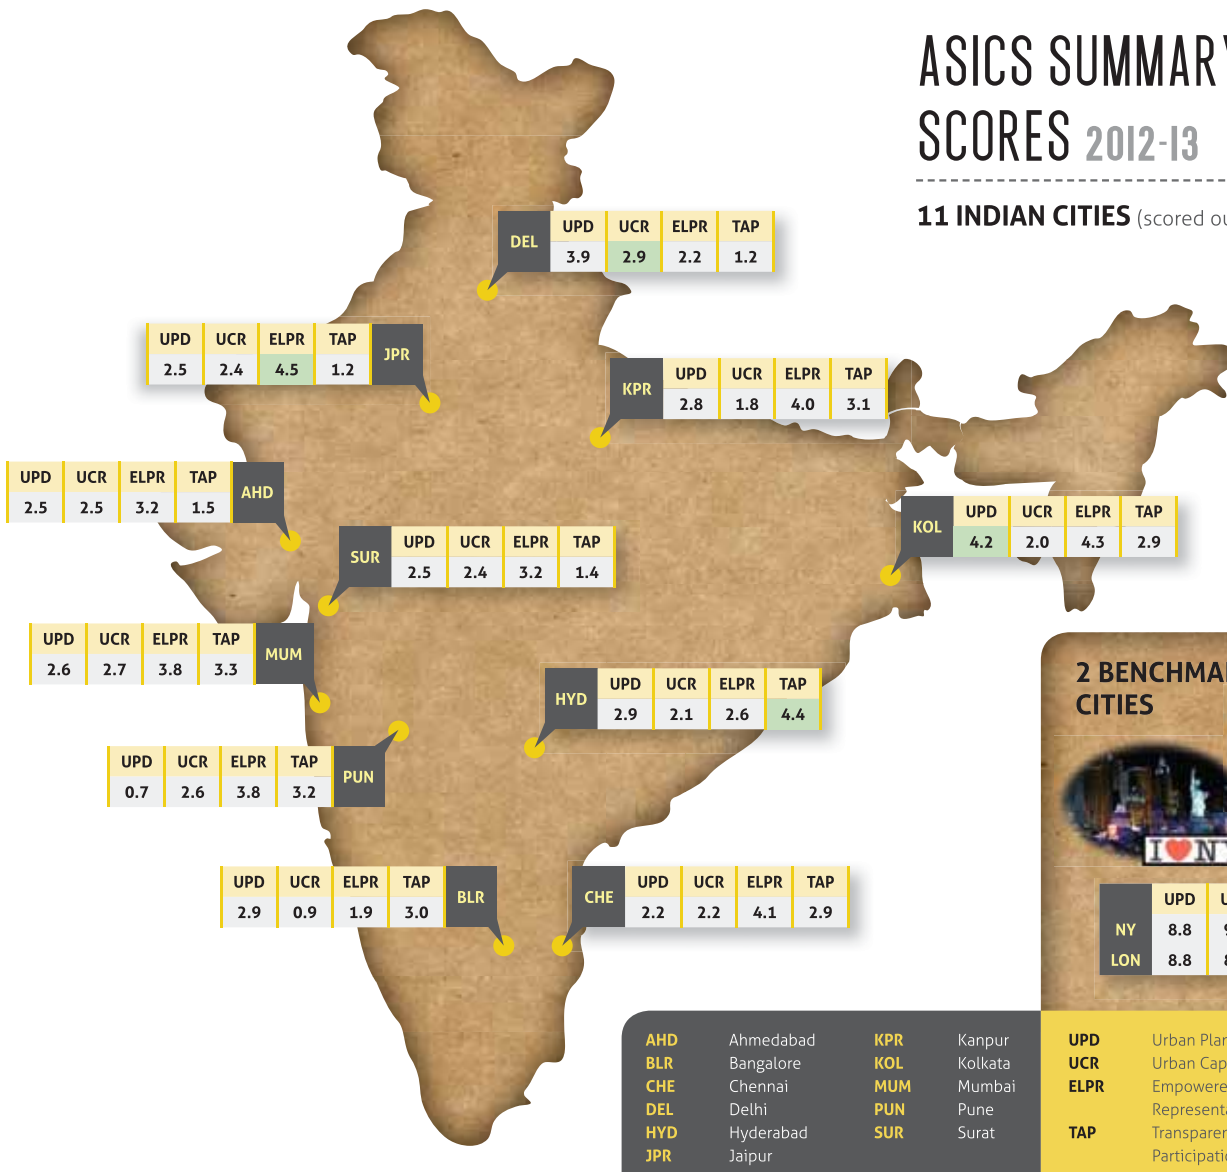 ASICS SUMMARY
SCORES 2012-13
11 INDIAN CITIES (scored ou
DEL UPD UCR ELPR TAP
3.9 2.9 2.2 1.2
UPD UCR ELPR TAP JPR
2.5 2.4 4.5 1.2
KPR UPD UCR ELPR TAP
2.8 1.8 4.0 3.1
UPD UCR ELPR TAP AHD
2.5 2.5 3.2 1.5
KOL UPD UCR ELPR TAP
4.2 2.0 4.3 2.9
SUR UPD UCR ELPR TAP
2.5 2.4 3.2 1.4
UPD UCR ELPR TAP MUM
2.6 2.7 3.8 3.3
HYD UPD UCR ELPR TAP
2.9 2.1 2.6 4.4
UPD UCR ELPR TAP PUN
0.7 2.6 3.8 3.2
UPD UCR ELPR TAP BLR
2.9 0.9 1.9 3.0
CHE UPD UCR ELPR TAP
2.2 2.2 4.1 2.9
2 BENCHMA
CITIES
I ❤ N
UPD
NY 8.8
LON 8.8
AHD Ahmedabad
BLR Bangalore
CHE Chennai
DEL Delhi
HYD Hyderabad
JPR Jaipur
KPR Kanpur
KOL Kolkata
MUM Mumbai
PUN Pune
SUR Surat
UPD Urban Plan
UCR Urban Cap
ELPR Empowere
Representa
TAP Transparen
Participati